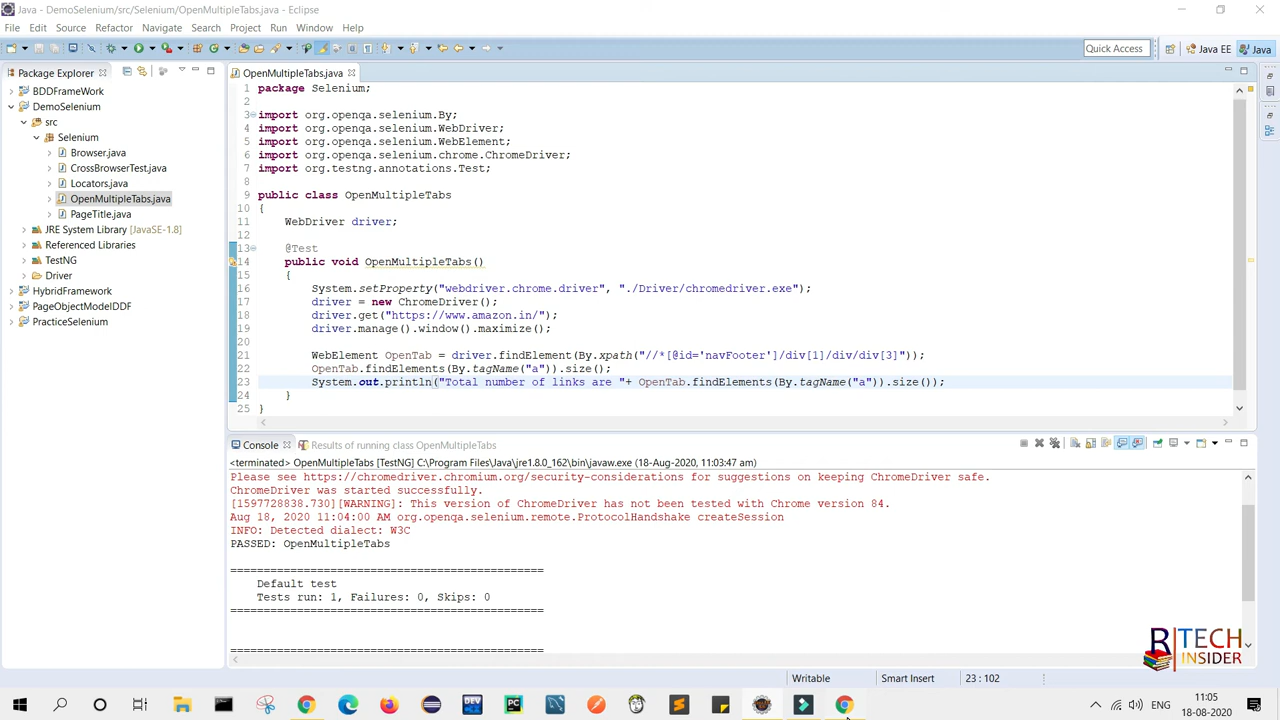 Java - DemoSelenium/src/Selenium/OpenMultipleTabs.java - Eclipse
File Edit Source Refactor Navigate Search Project Run Window Help
Quick Access
Java EE
Java
Package Explorer
BDDFrameWork
DemoSelenium
src
Selenium
Browser.java
CrossBrowserTest.java
Locators.java
OpenMultipleTabs.java
PageTitle.java
JRE System Library [JavaSE-1.8]
Referenced Libraries
TestNG
Driver
HybridFramework
PageObjectModelDDF
PracticeSelenium
OpenMultipleTabs.java
1 package Selenium;
2
3 import org.openqa.selenium.By;
4 import org.openqa.selenium.WebDriver;
5 import org.openqa.selenium.WebElement;
6 import org.openqa.selenium.chrome.ChromeDriver;
7 import org.testng.annotations.Test;
8
9 public class OpenMultipleTabs
10 {
11 WebDriver driver;
12
13 @Test
14 public void OpenMultipleTabs()
15 {
16 System.setProperty("webdriver.chrome.driver", "./Driver/chromedriver.exe");
17 driver = new ChromeDriver();
18 driver.get("https://www.amazon.in/");
19 driver.manage().window().maximize();
20
21 WebElement OpenTab = driver.findElement(By.xpath("//*[@id='navFooter']/div[1]/div/div[3]"));
22 OpenTab.findElements(By.tagName("a")).size();
23 System.out.println("Total number of links are "+ OpenTab.findElements(By.tagName("a")).size());
24 }
25 }
Console
Results of running class OpenMultipleTabs
<terminated> OpenMultipleTabs [TestNG] C:\Program Files\Java\jre1.8.0_162\bin\javaw.exe (18-Aug-2020, 11:03:47 am)
Please see https://chromedriver.chromium.org/security-considerations for suggestions on keeping ChromeDriver safe.
ChromeDriver was started successfully.
[1597728838.730][WARNING]: This version of ChromeDriver has not been tested with Chrome version 84.
Aug 18, 2020 11:04:00 AM org.openqa.selenium.remote.ProtocolHandshake createSession
INFO: Detected dialect: W3C
PASSED: OpenMultipleTabs
===============================================
Default test
Tests run: 1, Failures: 0, Skips: 0
===============================================
===============================================
R TECH
INSIDER
Writable
Smart Insert
23 : 102
DEV
PC
ENG
11:05
18-08-2020